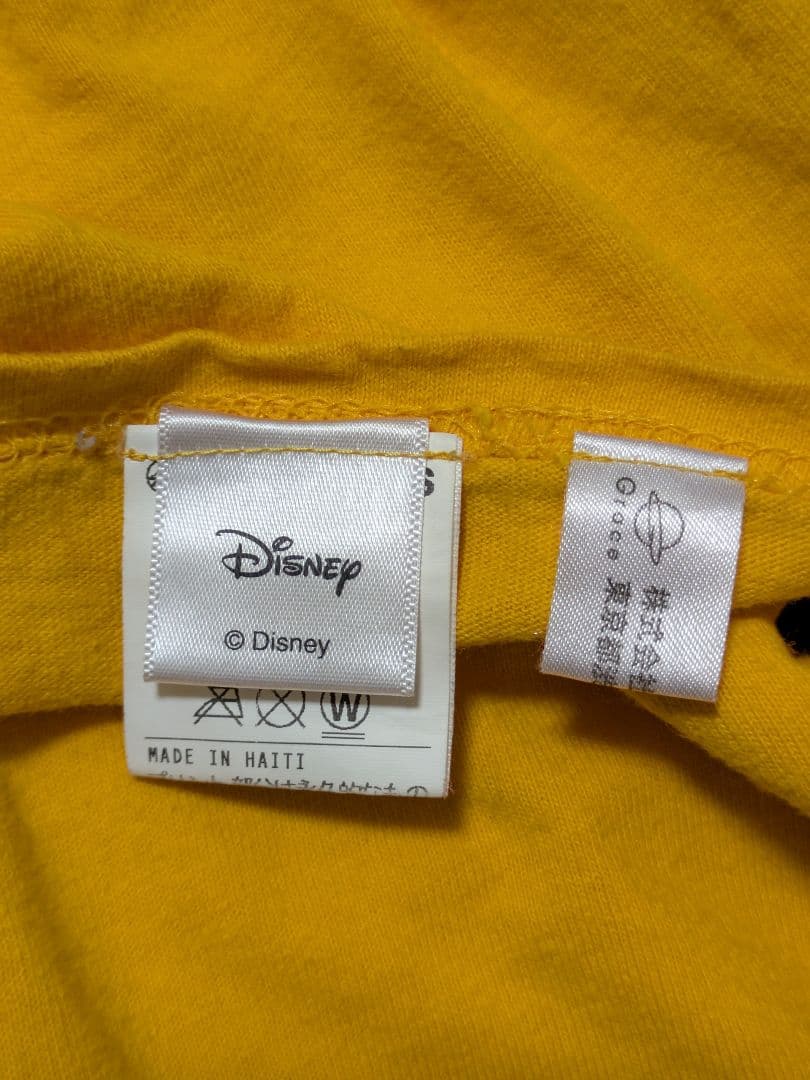 S
Disney
© Disney
W
MADE IN HAITI
Grace
株式会社
東京都